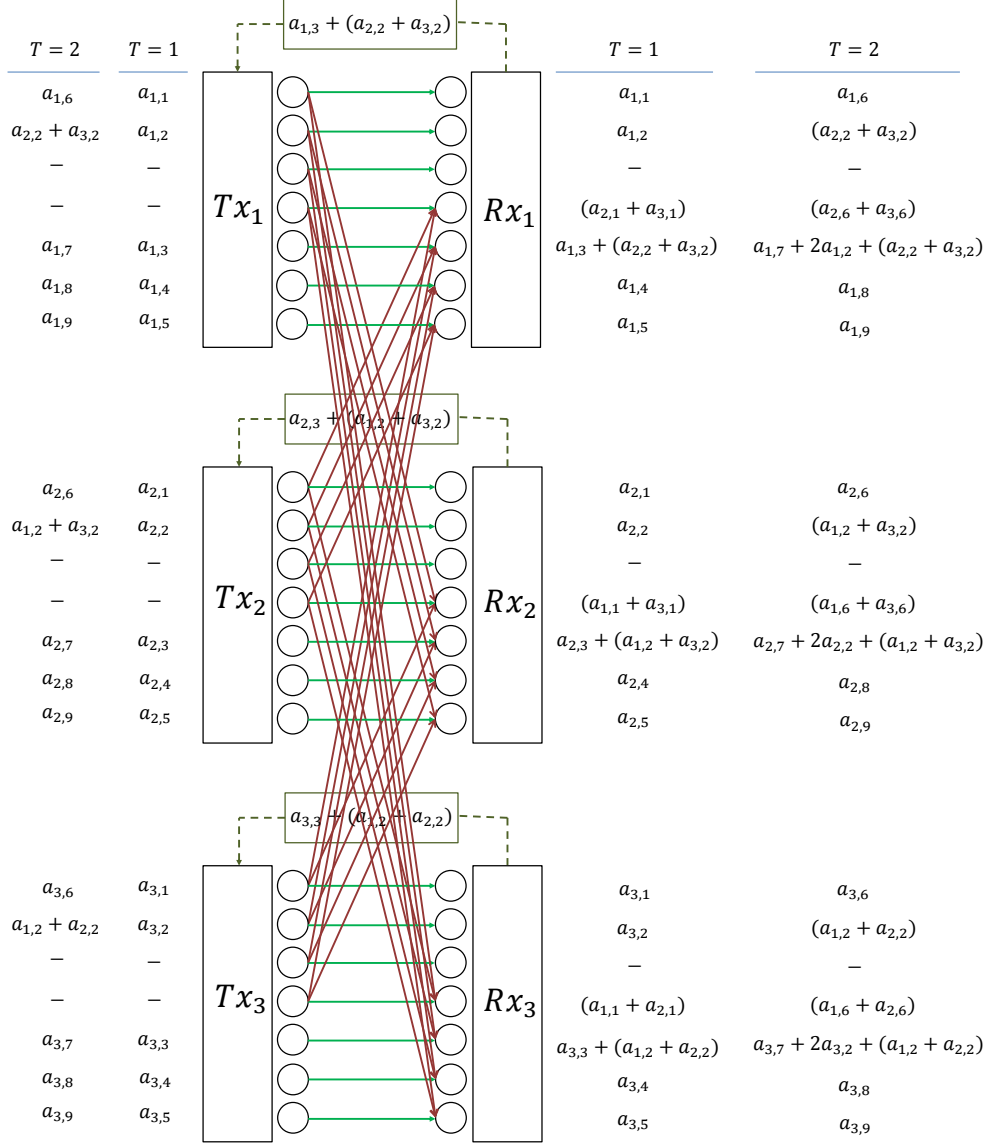 a_{1,3} + (a_{2,2} + a_{3,2})
T = 2 T = 1 T = 1 T = 2
a_{1,6} a_{1,1} a_{1,1} a_{1,6}
a_{2,2} + a_{3,2} a_{1,2} a_{1,2} (a_{2,2} + a_{3,2})
− − − −
− − (a_{2,1} + a_{3,1}) (a_{2,6} + a_{3,6})
Tx_1 Rx_1
a_{1,7} a_{1,3} a_{1,3} + (a_{2,2} + a_{3,2}) a_{1,7} + 2a_{1,2} + (a_{2,2} + a_{3,2})
a_{1,8} a_{1,4} a_{1,4} a_{1,8}
a_{1,9} a_{1,5} a_{1,5} a_{1,9}
a_{2,3} + (a_{1,2} + a_{3,2})
a_{2,6} a_{2,1} a_{2,1} a_{2,6}
a_{1,2} + a_{3,2} a_{2,2} a_{2,2} (a_{1,2} + a_{3,2})
− − − −
− − (a_{1,1} + a_{3,1}) (a_{1,6} + a_{3,6})
Tx_2 Rx_2
a_{2,7} a_{2,3} a_{2,3} + (a_{1,2} + a_{3,2}) a_{2,7} + 2a_{2,2} + (a_{1,2} + a_{3,2})
a_{2,8} a_{2,4} a_{2,4} a_{2,8}
a_{2,9} a_{2,5} a_{2,5} a_{2,9}
a_{3,3} + (a_{1,2} + a_{2,2})
a_{3,6} a_{3,1} a_{3,1} a_{3,6}
a_{1,2} + a_{2,2} a_{3,2} a_{3,2} (a_{1,2} + a_{2,2})
− − − −
− − (a_{1,1} + a_{2,1}) (a_{1,6} + a_{2,6})
Tx_3 Rx_3
a_{3,7} a_{3,3} a_{3,3} + (a_{1,2} + a_{2,2}) a_{3,7} + 2a_{3,2} + (a_{1,2} + a_{2,2})
a_{3,8} a_{3,4} a_{3,4} a_{3,8}
a_{3,9} a_{3,5} a_{3,5} a_{3,9}